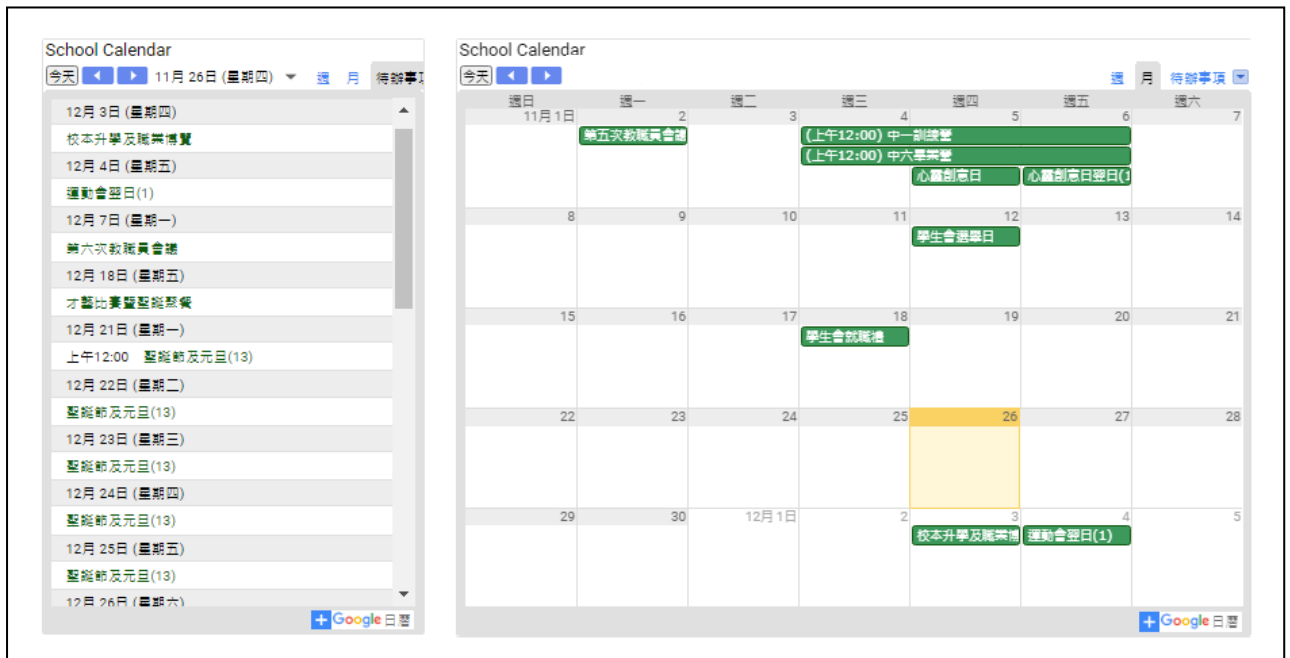 School Calendar
今天 11月 26日 (星期四) 週 月 待辦事項
12月 3日 (星期四)
校本升學及職業博覽
12月 4日 (星期五)
運動會翌日(1)
12月 7日 (星期一)
第六次教職員會議
12月 18日 (星期五)
才藝比賽暨聖誕聚餐
12月 21日 (星期一)
上午12:00 聖誕節及元旦(13)
12月 22日 (星期二)
聖誕節及元旦(13)
12月 23日 (星期三)
聖誕節及元旦(13)
12月 24日 (星期四)
聖誕節及元旦(13)
12月 25日 (星期五)
聖誕節及元旦(13)
12月 26日 (星期六)
Google 日曆
School Calendar
今天 週 月 待辦事項
週日 週一 週二 週三 週四 週五 週六
11月 1日 2 3 4 5 6 7
第五次教職員會議 (上午12:00) 中一訓練營
(上午12:00) 中六畢業營
心靈創意日 心靈創意日翌日(1
8 9 10 11 12 13 14
學生會選舉日
15 16 17 18 19 20 21
學生會就職禮
22 23 24 25 26 27 28
29 30 12月 1日 2 3 4 5
校本升學及職業博 運動會翌日(1)
Google 日曆